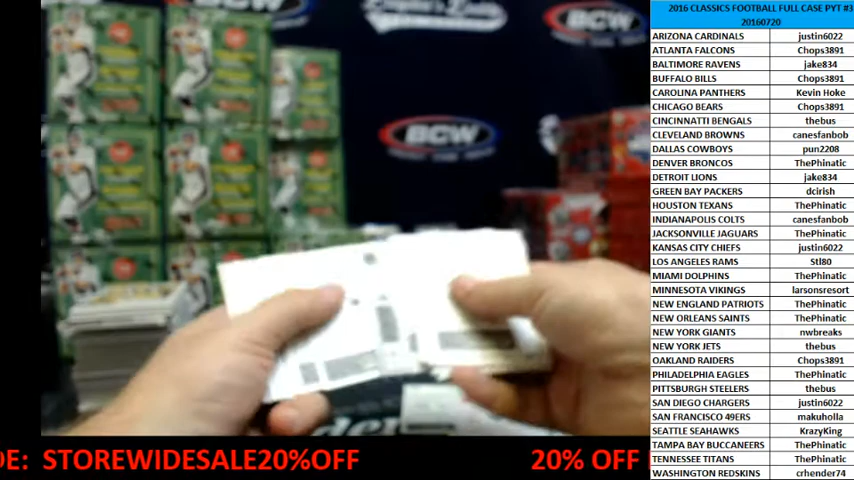 2016 CLASSICS FOOTBALL FULL CASE PYT #3
20160720
ARIZONA CARDINALS justin6022
ATLANTA FALCONS Chops3891
BALTIMORE RAVENS jake834
BUFFALO BILLS Chops3891
CAROLINA PANTHERS Kevin Hoke
CHICAGO BEARS Chops3891
CINCINNATI BENGALS thebus
CLEVELAND BROWNS canesfanbob
DALLAS COWBOYS pun2208
DENVER BRONCOS ThePhinatic
DETROIT LIONS jake834
GREEN BAY PACKERS dcirish
HOUSTON TEXANS ThePhinatic
INDIANAPOLIS COLTS canesfanbob
JACKSONVILLE JAGUARS ThePhinatic
KANSAS CITY CHIEFS justin6022
LOS ANGELES RAMS Stl80
MIAMI DOLPHINS ThePhinatic
MINNESOTA VIKINGS larsonsresort
NEW ENGLAND PATRIOTS ThePhinatic
NEW ORLEANS SAINTS ThePhinatic
NEW YORK GIANTS nwbreaks
NEW YORK JETS thebus
OAKLAND RAIDERS Chops3891
PHILADELPHIA EAGLES ThePhinatic
PITTSBURGH STEELERS thebus
SAN DIEGO CHARGERS justin6022
SAN FRANCISCO 49ERS makuholla
SEATTLE SEAHAWKS KrazyKing
TAMPA BAY BUCCANEERS ThePhinatic
TENNESSEE TITANS ThePhinatic
WASHINGTON REDSKINS crhender74
BCW
BCW
DE: STOREWIDESALE20%OFF 20% OFF